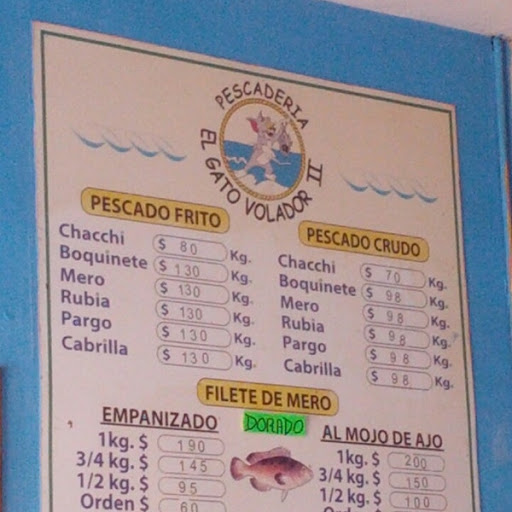 PESCADERIA
EL GATO VOLADOR II
PESCADO FRITO
Chacchi $ 80 Kg.
Boquinete $ 130 Kg.
Mero $ 130 Kg.
Rubia $ 130 Kg.
Pargo $ 130 Kg.
Cabrilla $ 130 Kg.
PESCADO CRUDO
Chacchi $ 70 Kg.
Boquinete $ 98 Kg.
Mero $ 98 Kg.
Rubia $ 98 Kg.
Pargo $ 98 Kg.
Cabrilla $ 98 Kg.
FILETE DE MERO
DORADO
EMPANIZADO
1kg. $ 190
3/4 kg. $ 145
1/2 kg. $ 95
Orden $ 60
AL MOJO DE AJO
1kg. $ 200
3/4 kg. $ 150
1/2 kg. $ 100